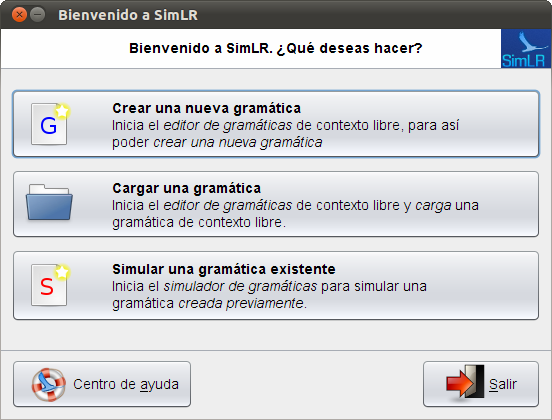 Bienvenido a SimLR
Bienvenido a SimLR. ¿Qué deseas hacer?
SimLR
G
Crear una nueva gramática
Inicia el editor de gramáticas de contexto libre, para así
poder crear una nueva gramática
Cargar una gramática
Inicia el editor de gramáticas de contexto libre y carga una
gramática de contexto libre.
S
Simular una gramática existente
Inicia el simulador de gramáticas para simular una
gramática creada previamente.
Centro de ayuda
Salir